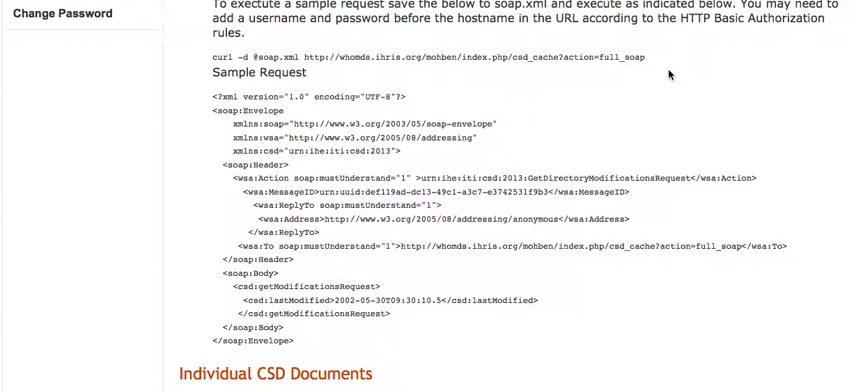 Change Password
To exectute a sample request save the below to soap.xml and execute as indicated below. You may need to
add a username and password before the hostname in the URL according to the HTTP Basic Authorization
rules.
curl -d @soap.xml http://whomds.ihris.org/mohben/index.php/csd_cache?action=full_soap
Sample Request
<?xml version="1.0" encoding="UTF-8"?>
<soap:Envelope
xmlns:soap="http://www.w3.org/2003/05/soap-envelope"
xmlns:wsa="http://www.w3.org/2005/08/addressing"
xmlns:csd="urn:ihe:iti:csd:2013">
<soap:Header>
<wsa:Action soap:mustUnderstand="1" >urn:ihe:iti:csd:2013:GetDirectoryModificationsRequest</wsa:Action>
<wsa:MessageID>urn:uuid:def119ad-dc13-49c1-a3c7-e3742531f9b3</wsa:MessageID>
<wsa:ReplyTo soap:mustUnderstand="1">
<wsa:Address>http://www.w3.org/2005/08/addressing/anonymous</wsa:Address>
</wsa:ReplyTo>
<wsa:To soap:mustUnderstand="1">http://whomds.ihris.org/mohben/index.php/csd_cache?action=full_soap</wsa:To>
</soap:Header>
<soap:Body>
<csd:getModificationsRequest>
<csd:lastModified>2002-05-30T09:30:10.5</csd:lastModified>
</csd:getModificationsRequest>
</soap:Body>
</soap:Envelope>
Individual CSD Documents